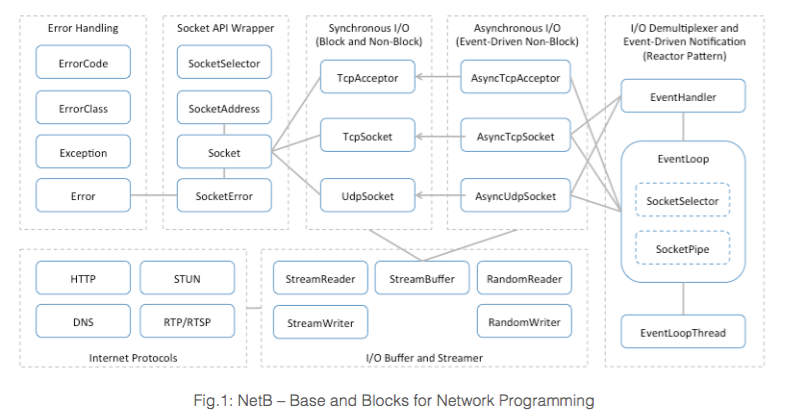 Error Handling
ErrorCode
ErrorClass
Exception
Error
Socket API Wrapper
SocketSelector
SocketAddress
Socket
SocketError
Synchronous I/O
(Block and Non-Block)
TcpAcceptor
TcpSocket
UdpSocket
Asynchronous I/O
(Event-Driven Non-Block)
AsyncTcpAcceptor
AsyncTcpSocket
AsyncUdpSocket
I/O Demultiplexer and
Event-Driven Notification
(Reactor Pattern)
EventHandler
EventLoop
SocketSelector
SocketPipe
EventLoopThread
HTTP
STUN
DNS
RTP/RTSP
Internet Protocols
StreamReader
StreamBuffer
RandomReader
StreamWriter
RandomWriter
I/O Buffer and Streamer
Fig.1: NetB – Base and Blocks for Network Programming